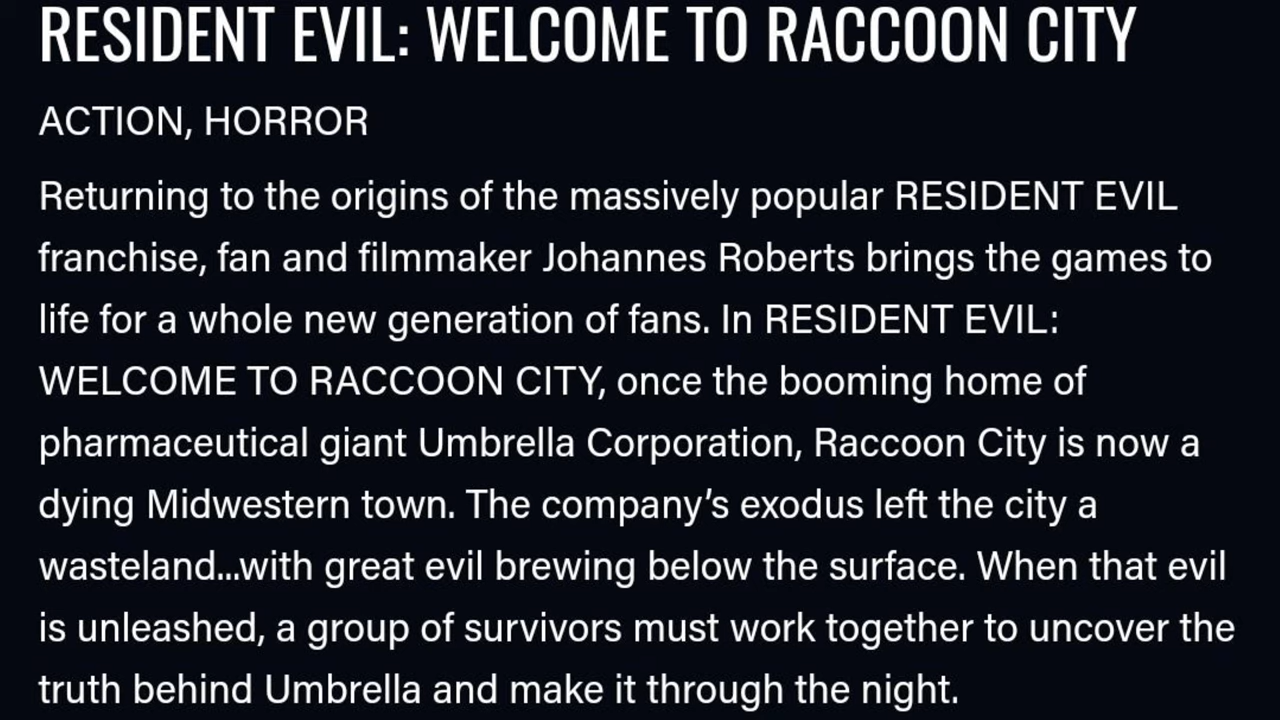 RESIDENT EVIL: WELCOME TO RACCOON CITY
ACTION, HORROR
Returning to the origins of the massively popular RESIDENT EVIL
franchise, fan and filmmaker Johannes Roberts brings the games to
life for a whole new generation of fans. In RESIDENT EVIL:
WELCOME TO RACCOON CITY, once the booming home of
pharmaceutical giant Umbrella Corporation, Raccoon City is now a
dying Midwestern town. The company’s exodus left the city a
wasteland...with great evil brewing below the surface. When that evil
is unleashed, a group of survivors must work together to uncover the
truth behind Umbrella and make it through the night.